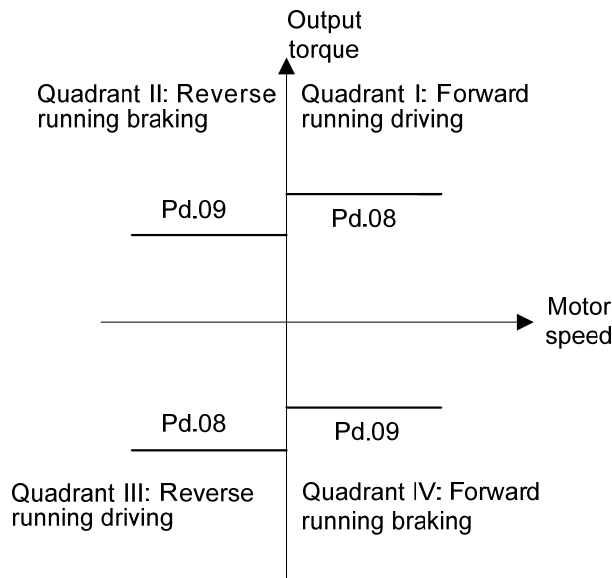 Output
torque
Quadrant II: Reverse
running braking
Quadrant I: Forward
running driving
Pd.09
Pd.08
Motor
speed
Pd.08
Pd.09
Quadrant III: Reverse
running driving
Quadrant IV: Forward
running braking